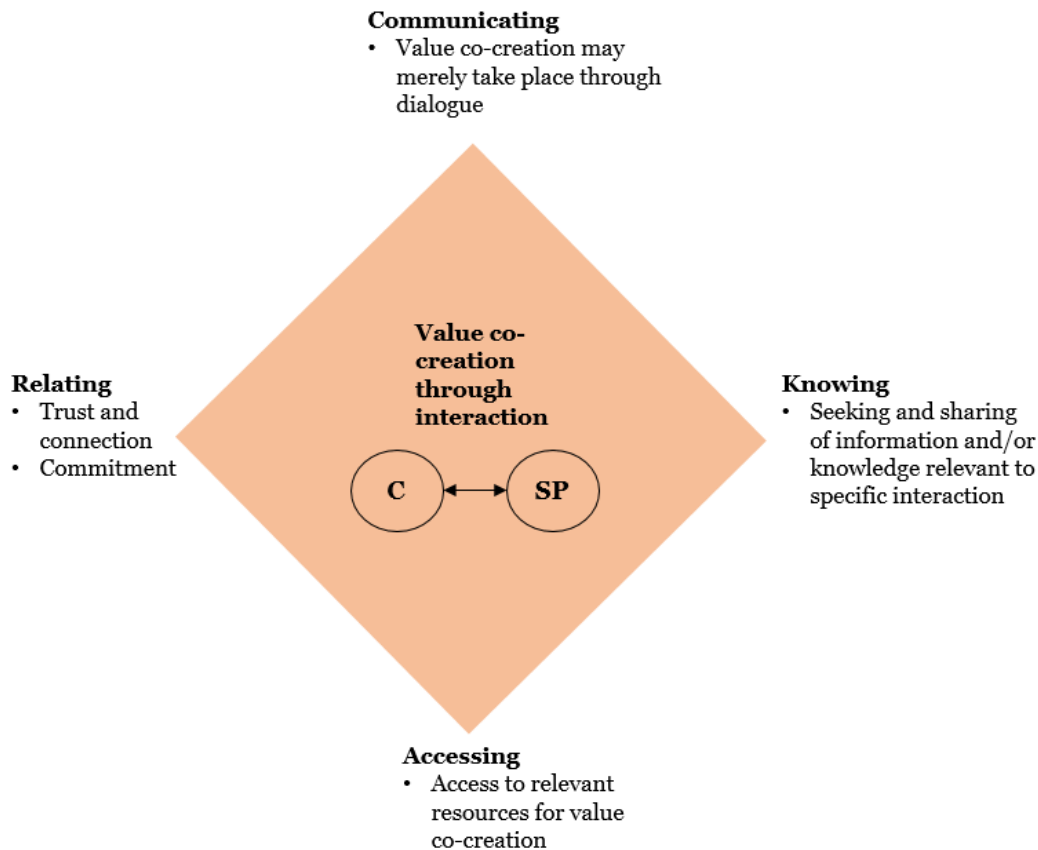 Communicating
• Value co-creation may
merely take place through
dialogue
Value co-
creation
through
interaction
C
SP
Relating
• Trust and
connection
• Commitment
Knowing
• Seeking and sharing
of information and/or
knowledge relevant to
specific interaction
Accessing
• Access to relevant
resources for value
co-creation